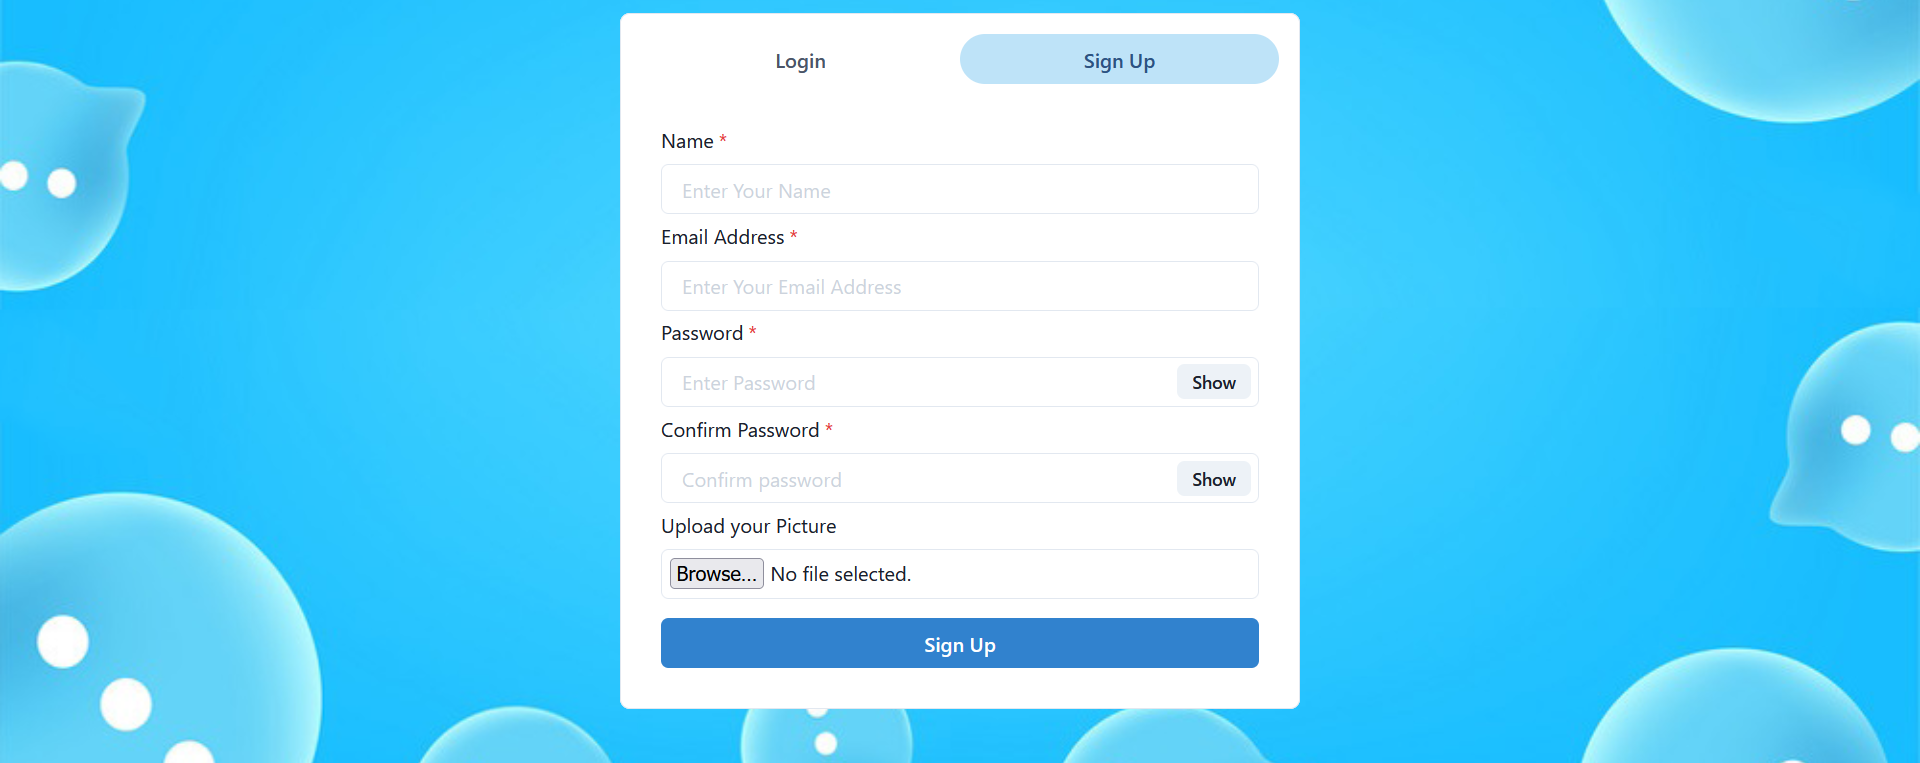 Login
Sign Up
Name *
Enter Your Name
Email Address *
Enter Your Email Address
Password *
Enter Password
Show
Confirm Password *
Confirm password
Show
Upload your Picture
Browse... No file selected.
Sign Up